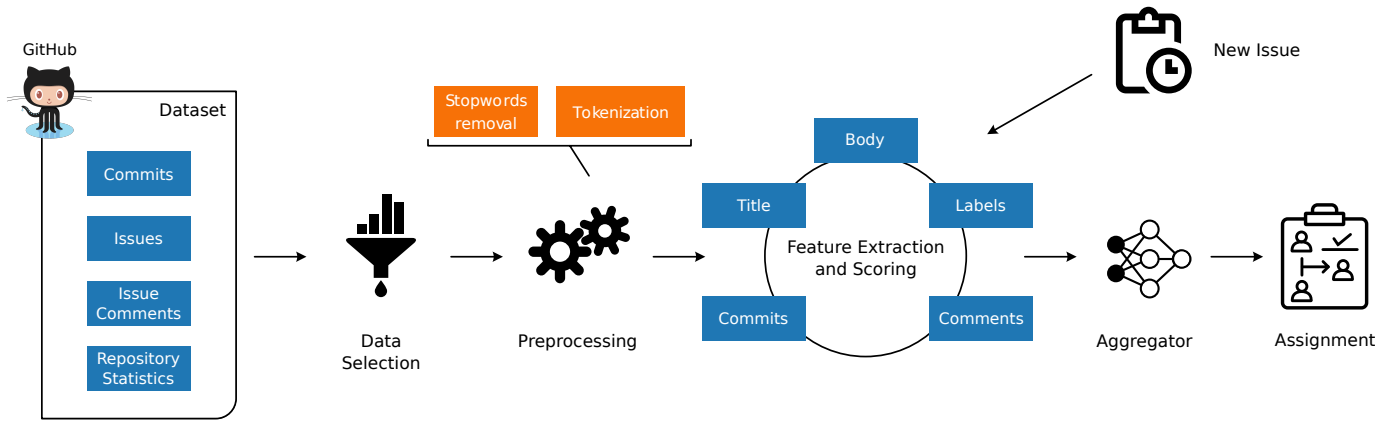 GitHub
Dataset
Commits
Issues
Issue
Comments
Repository
Statistics
Data
Selection
Stopwords
removal
Tokenization
Preprocessing
Body
Title
Labels
Feature Extraction
and Scoring
Commits
Comments
New Issue
Aggregator
Assignment